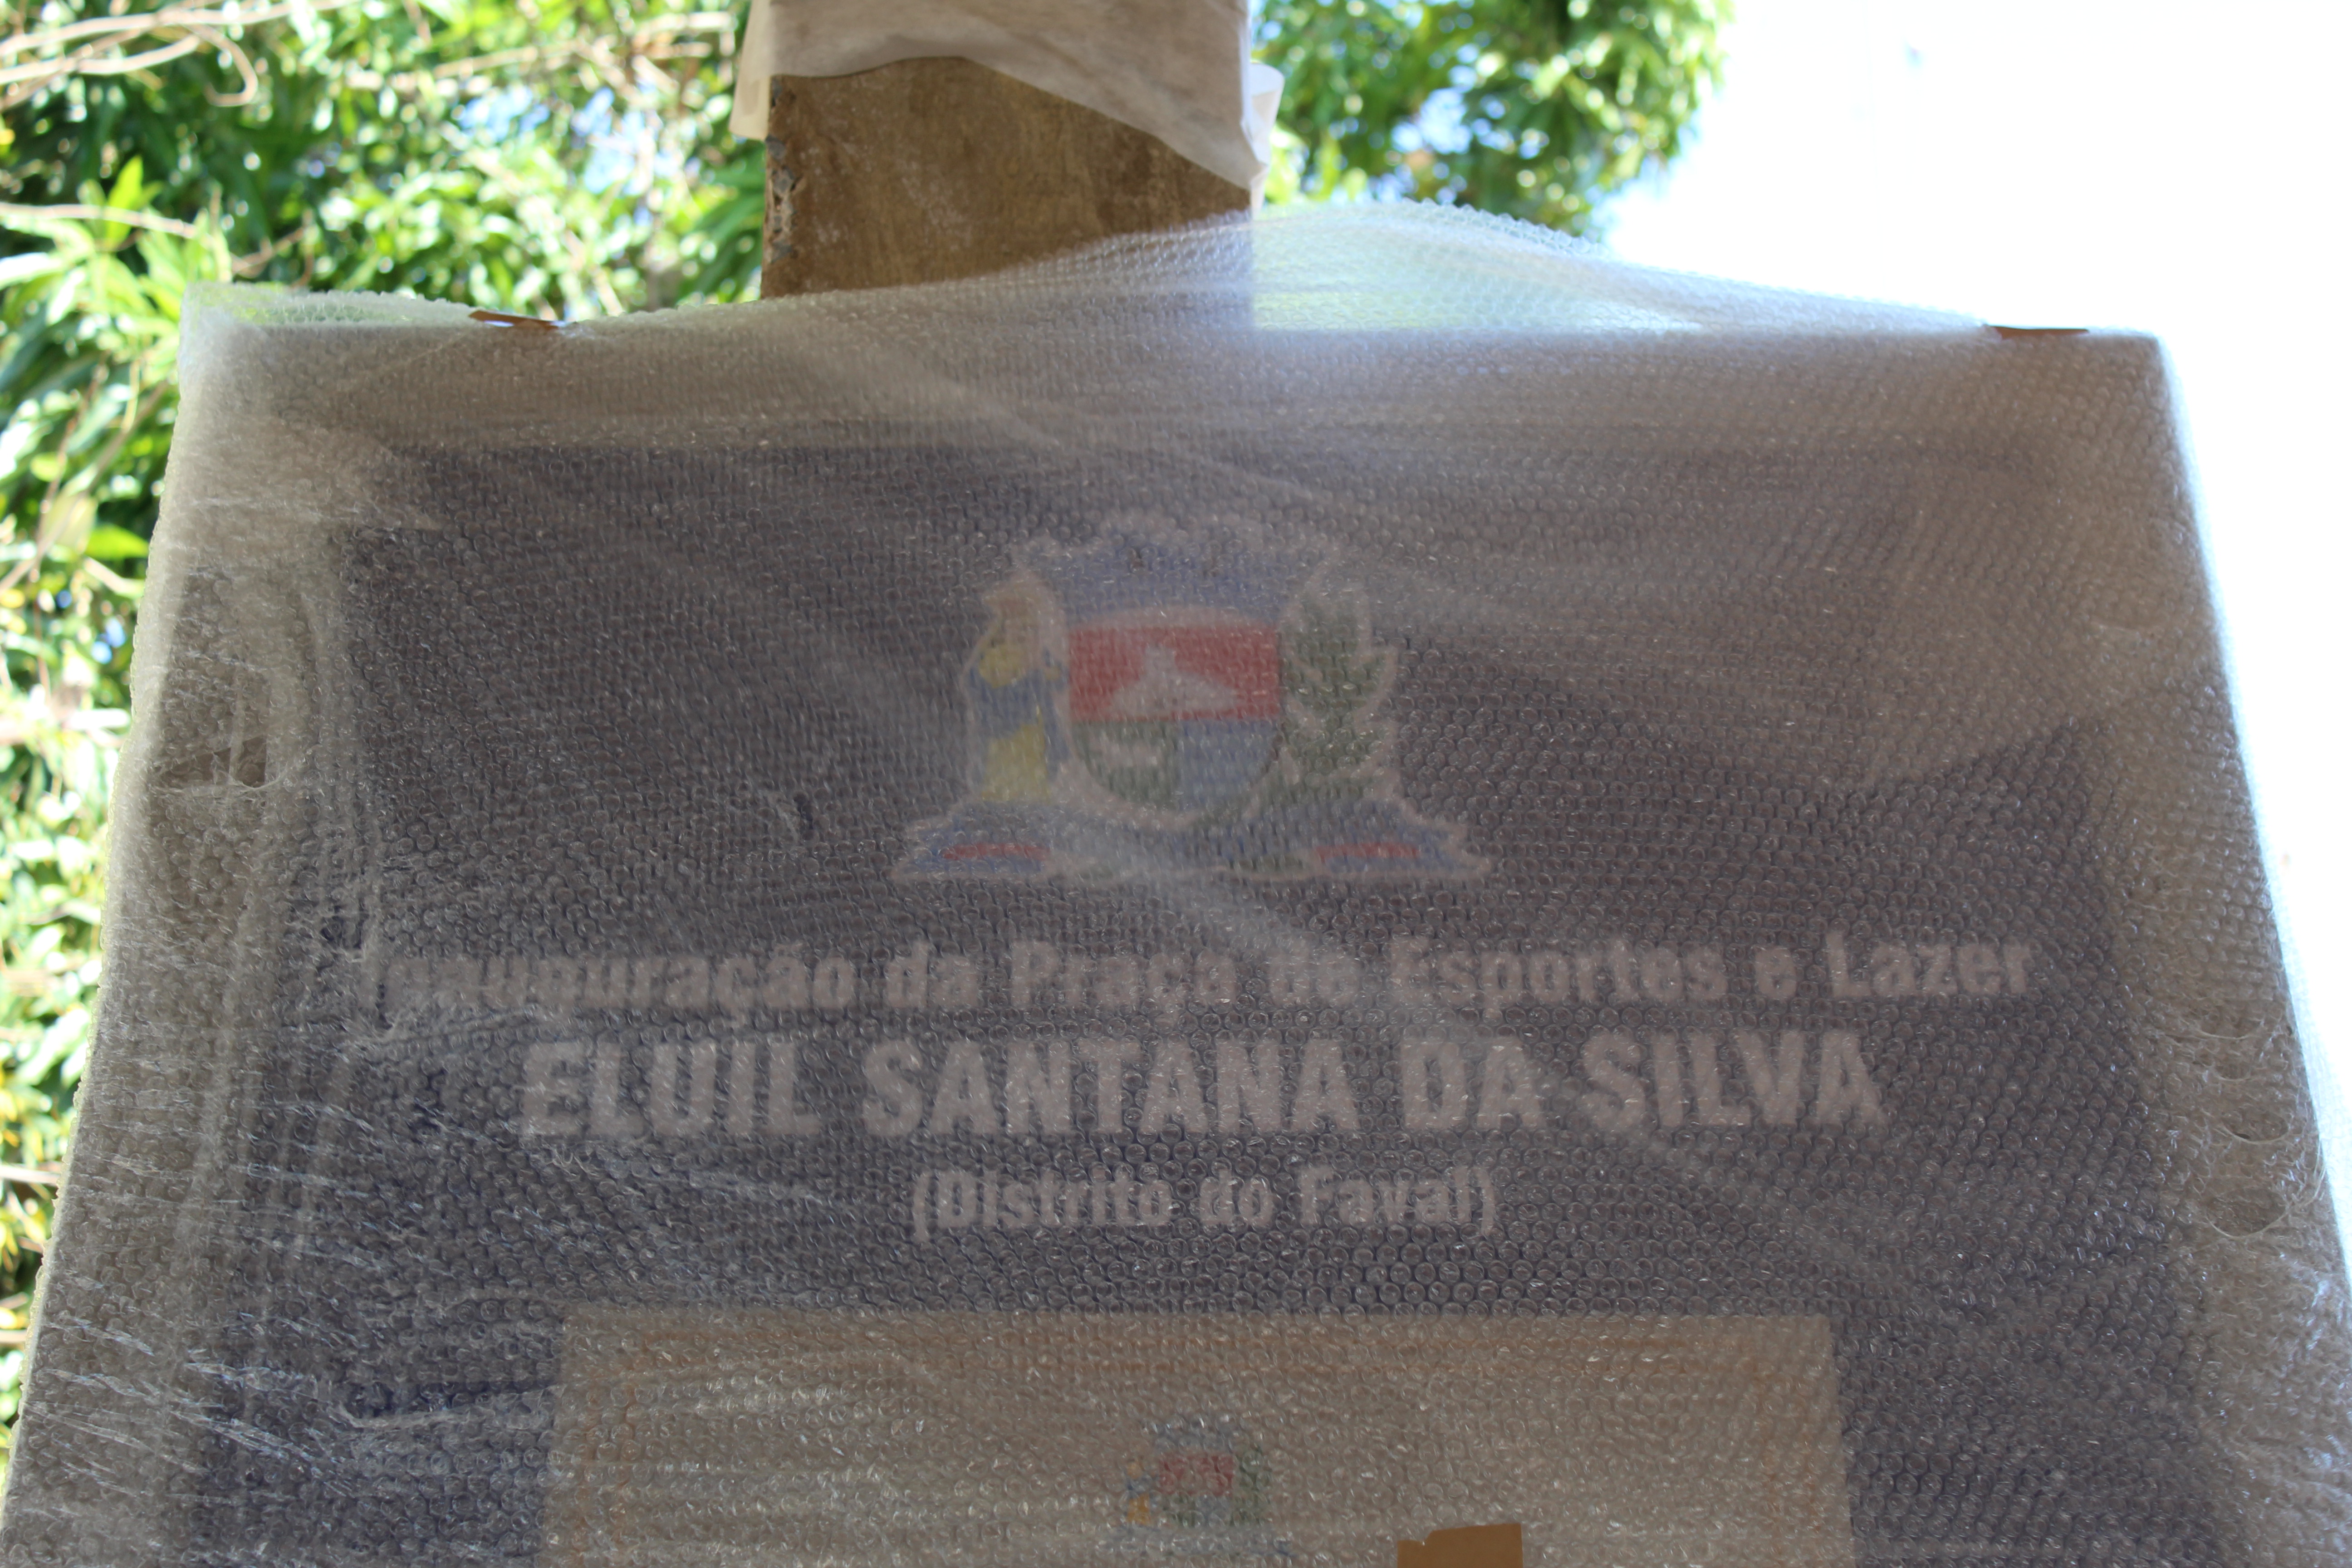 Inauguração da Praça de Esportes e Lazer
ELUIL SANTANA DA SILVA
(Distrito do Faval)